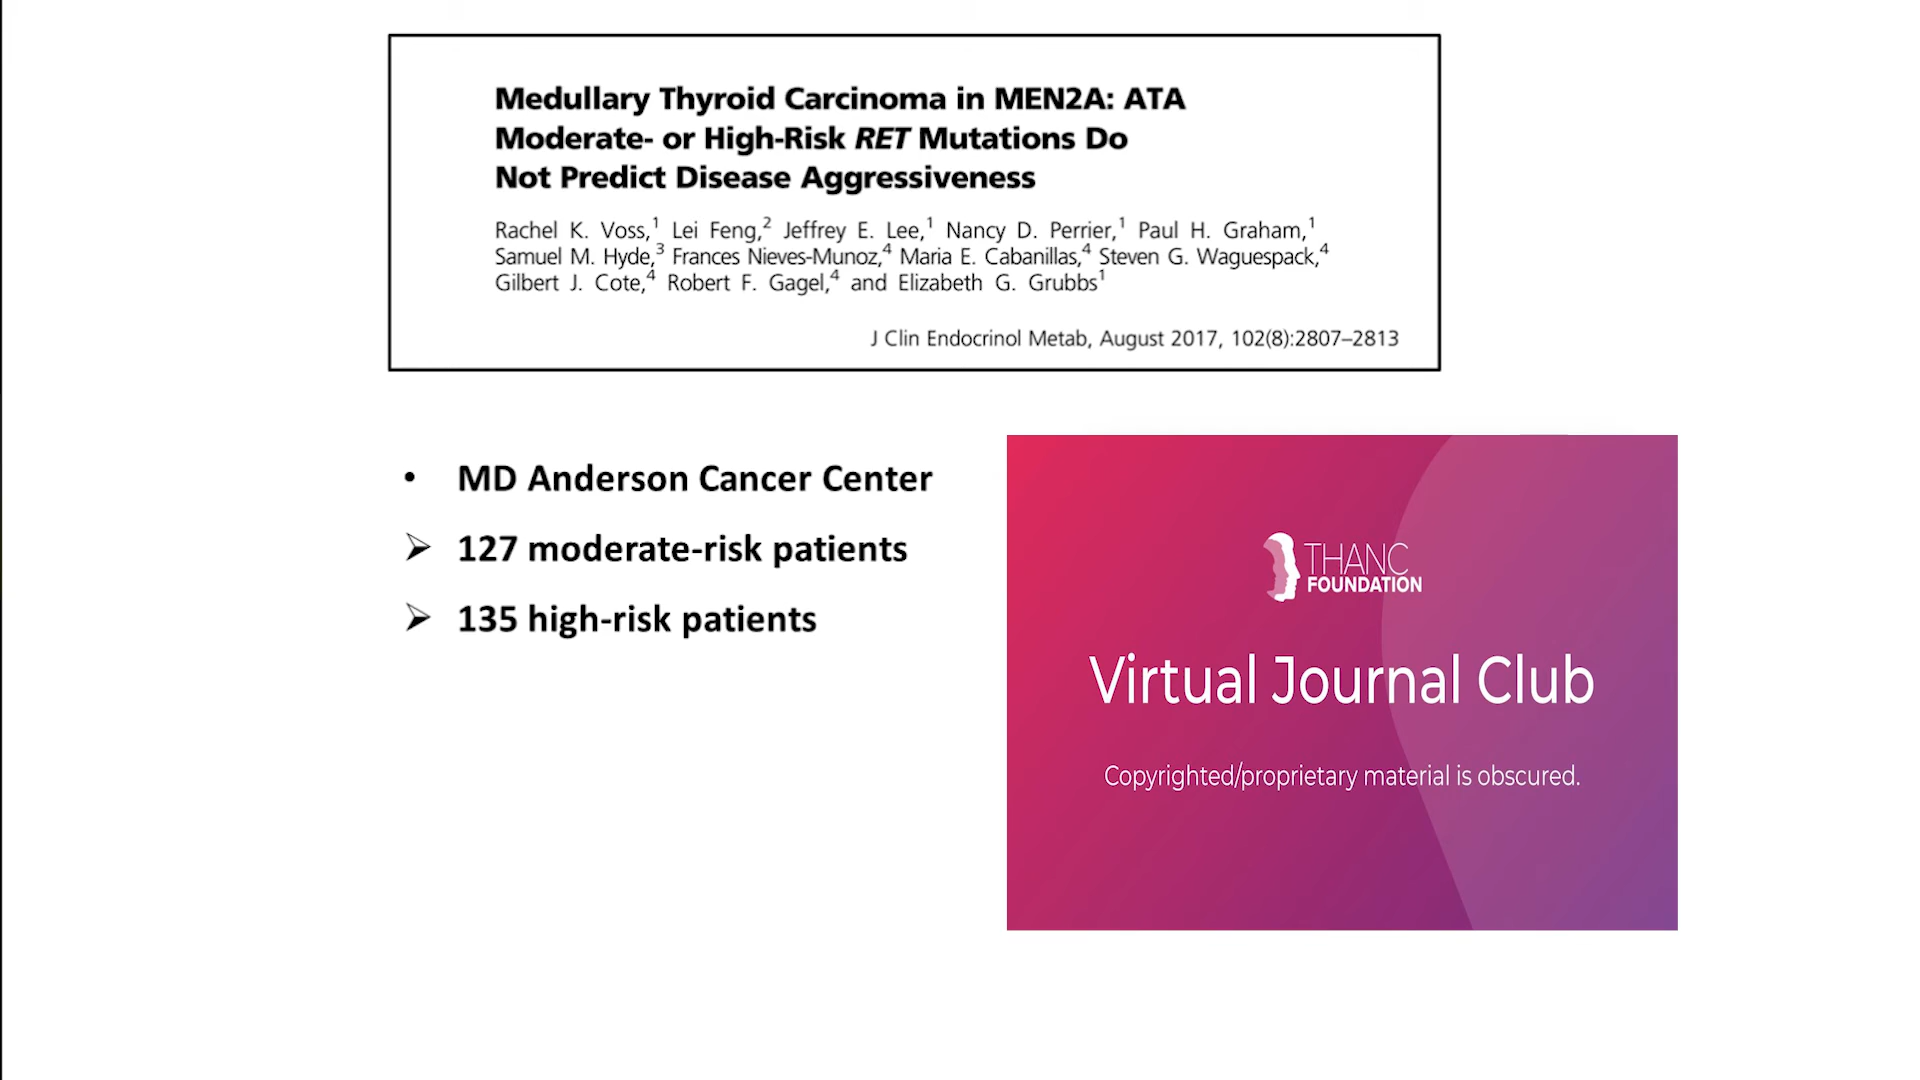 Medullary Thyroid Carcinoma in MEN2A: ATA
Moderate- or High-Risk RET Mutations Do
Not Predict Disease Aggressiveness
Rachel K. Voss,1 Lei Feng,2 Jeffrey E. Lee,1 Nancy D. Perrier,1 Paul H. Graham,1
Samuel M. Hyde,3 Frances Nieves-Munoz,4 Maria E. Cabanillas,4 Steven G. Waguespack,4
Gilbert J. Cote,4 Robert F. Gagel,4 and Elizabeth G. Grubbs1
J Clin Endocrinol Metab, August 2017, 102(8):2807–2813
• MD Anderson Cancer Center
➢ 127 moderate-risk patients
➢ 135 high-risk patients
THANC
FOUNDATION
Virtual Journal Club
Copyrighted/proprietary material is obscured.